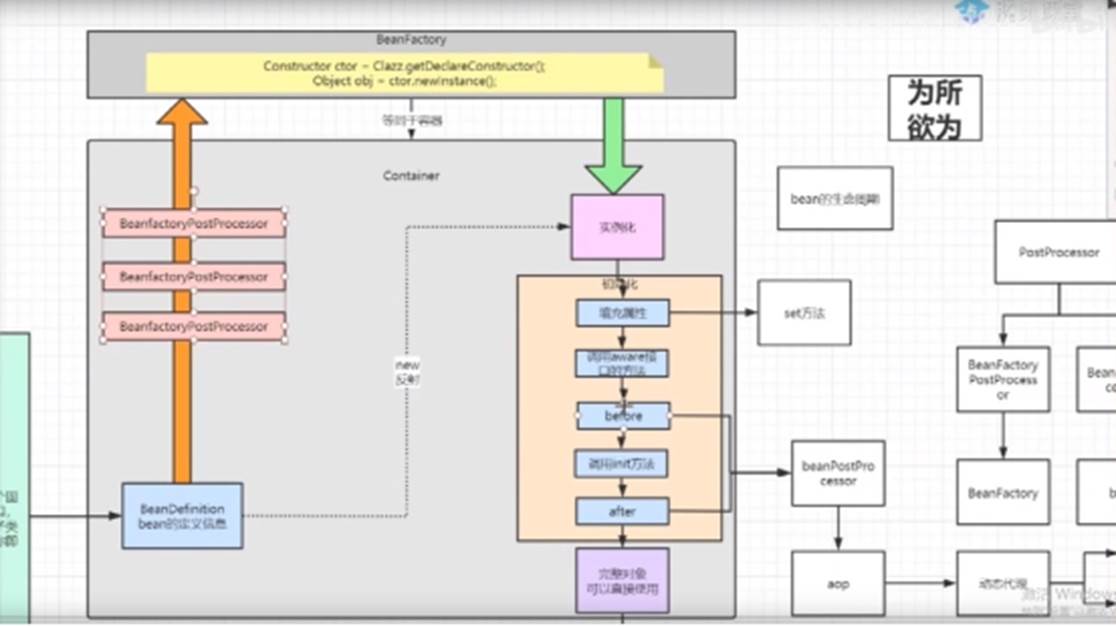 BeanFactory
Constructor ctor = Clazz.getDeclareConstructor();
Object obj = ctor.newInstance();
等同于容器
为所
欲为
Container
bean的生命周期
BeanfactoryPostProcessor
实例化
PostProcessor
BeanfactoryPostProcessor
初始化
填充属性
set方法
BeanfactoryPostProcessor
调用aware接
口的方法
new
反射
BeanFactory
PostProcess
or
Bean
before
调用init方法
beanPostPro
cessor
BeanFactory
BeanDefinition
bean的定义信息
after
完整对象
可以直接使用
aop
动态代理
激活 Windows